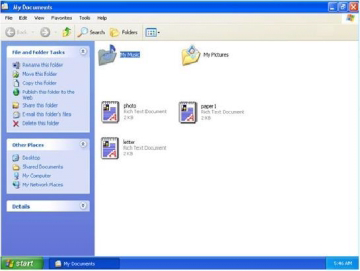 My Documents
File Edit View Favorites Tools Help
Back Search Folders
File and Folder Tasks
Rename this folder
Move this folder
Copy this folder
Publish this folder to the
Web
Share this folder
E-mail this folder's files
Delete this folder
Other Places
Desktop
Shared Documents
My Computer
My Network Places
Details
My Music
My Pictures
photo
Rich Text Document
2 KB
paper1
Rich Text Document
2 KB
letter
Rich Text Document
2 KB
start
My Documents
5:46 AM